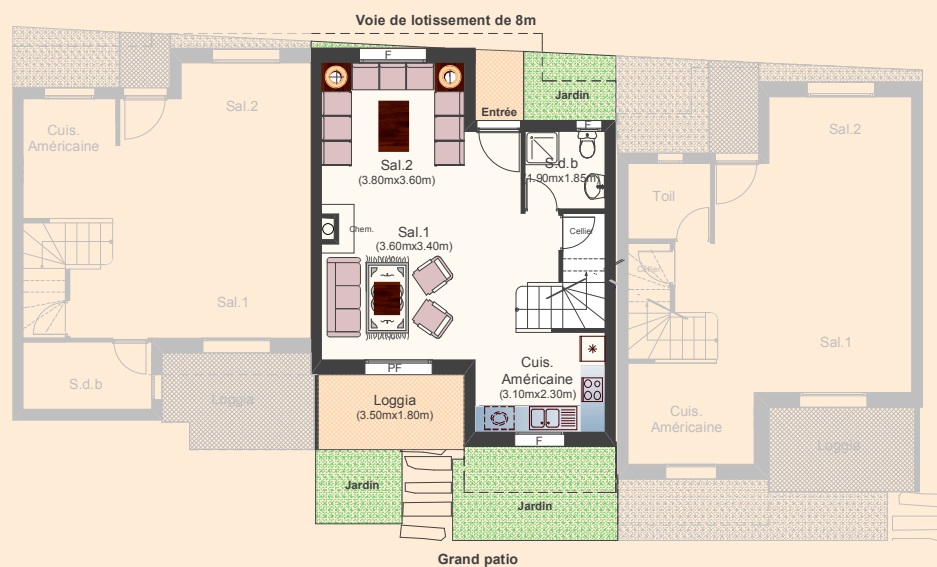 Voie de lotissement de 8m
F
Entrée
Jardin
F
Sal.2
(3.80mx3.60m)
S.d.b
(1.90mx1.85m)
Chem.
Sal.1
(3.60mx3.40m)
Cellier
PF
Loggia
(3.50mx1.80m)
Cuis.
Américaine
(3.10mx2.30m)
F
Jardin
Jardin
Grand patio
Sal.2
Cuis.
Américaine
Sal.1
S.d.b
Loggia
Sal.2
Toil
Cellier
Sal.1
Cuis.
Américaine
Loggia